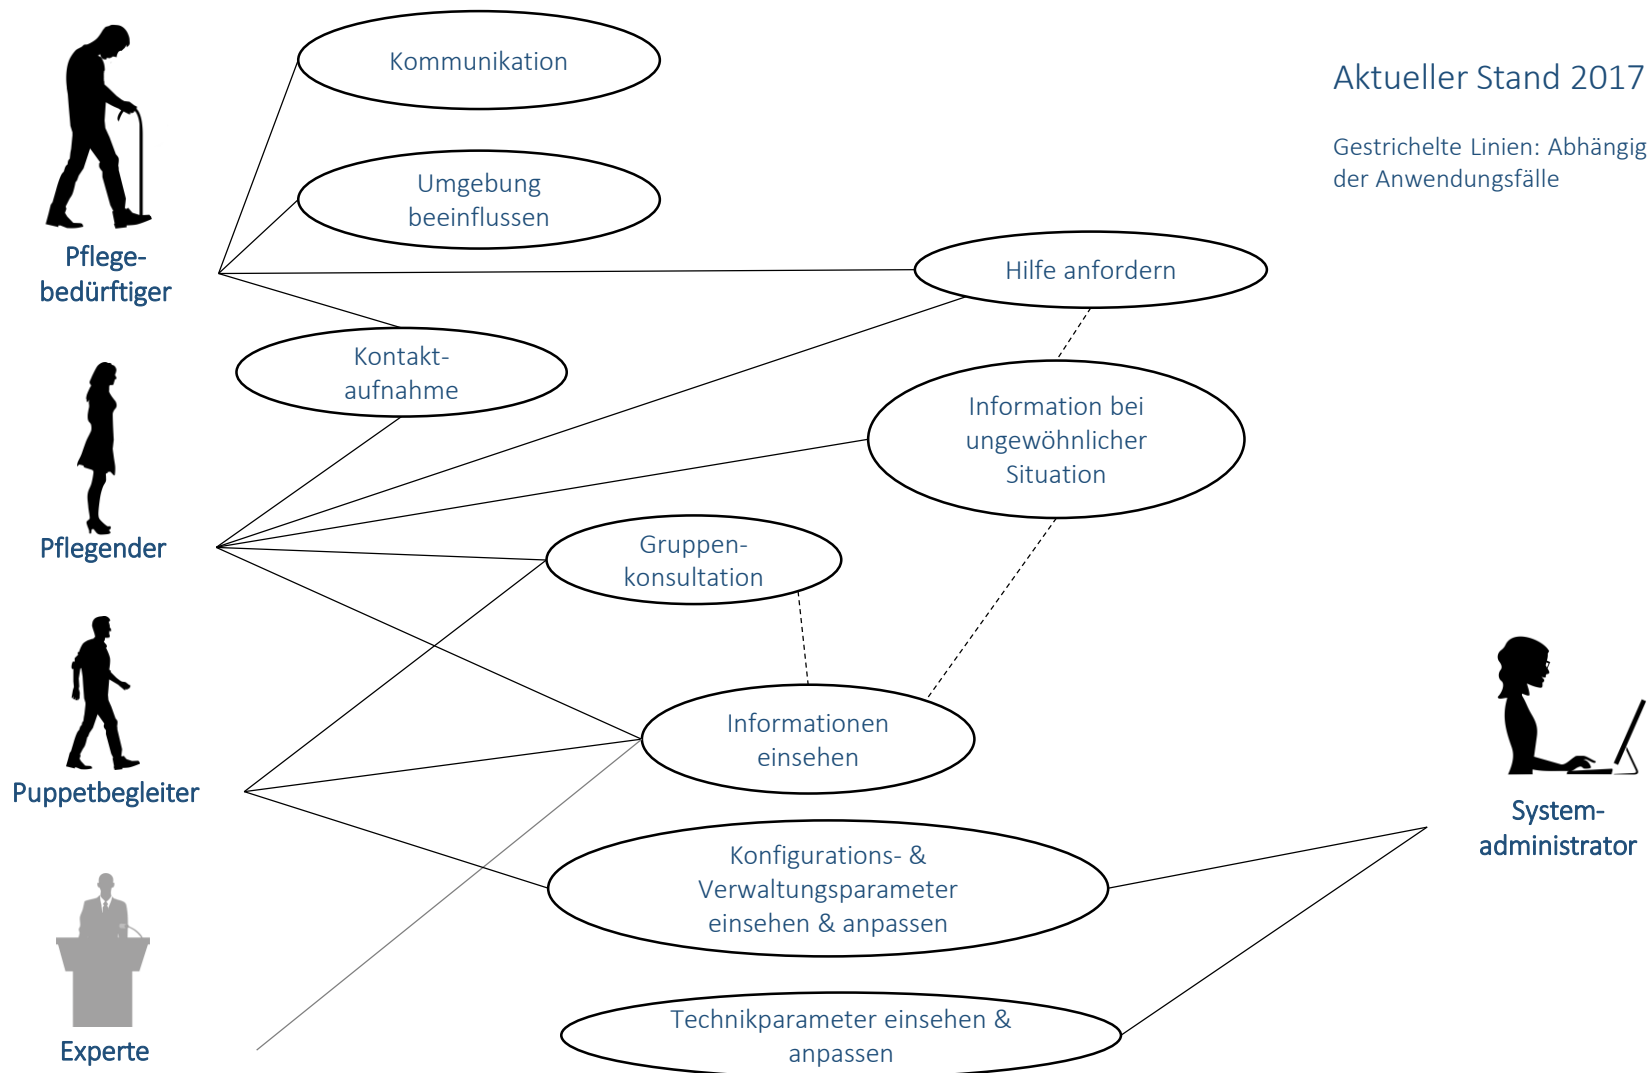 Kommunikation
Aktueller Stand 2017
Gestrichelte Linien: Abhängig
der Anwendungsfälle
Umgebung
beeinflussen
Pflege-
bedürftiger
Hilfe anfordern
Kontakt-
aufnahme
Information bei
ungewöhnlicher
Situation
Pflegender
Gruppen-
konsultation
Informationen
einsehen
Puppetbegleiter
System-
administrator
Konfigurations- &
Verwaltungsparameter
einsehen & anpassen
Technikparameter einsehen &
anpassen
Experte